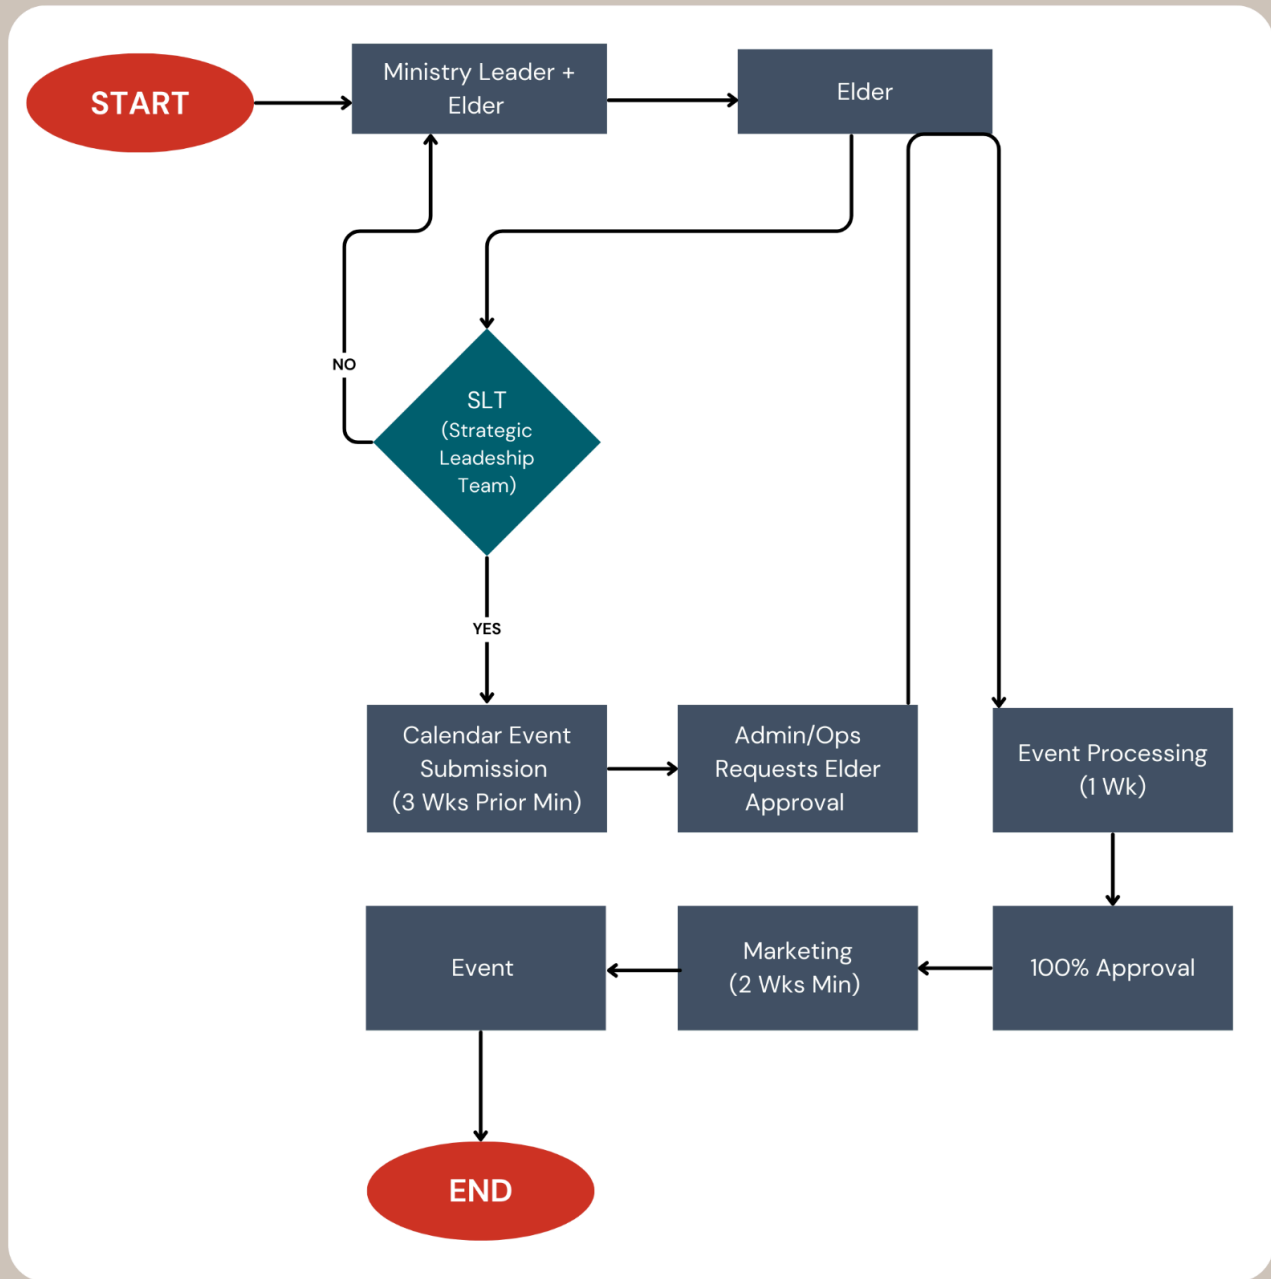 START
Ministry Leader +
Elder
Elder
NO
SLT
(Strategic
Leadeship
Team)
YES
Calendar Event
Submission
(3 Wks Prior Min)
Admin/Ops
Requests Elder
Approval
Event Processing
(1 Wk)
Event
Marketing
(2 Wks Min)
100% Approval
END